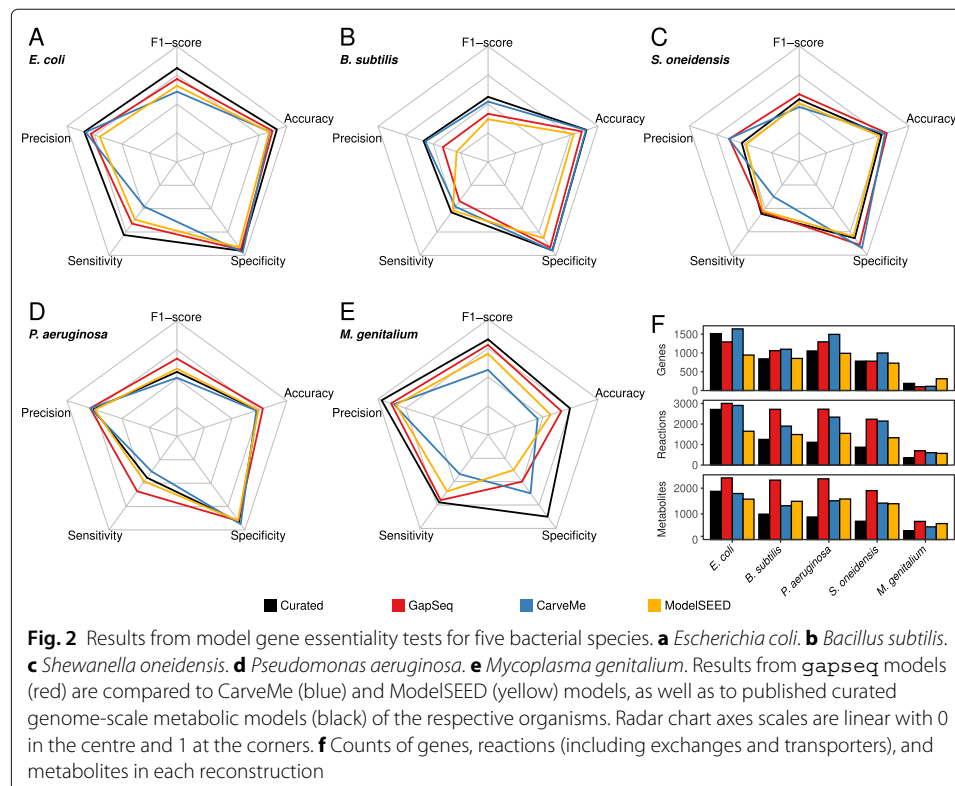 A
E. coli
F1−score
Accuracy
Specificity
Sensitivity
Precision
B
B. subtilis
F1−score
Accuracy
Specificity
Sensitivity
Precision
C
S. oneidensis
F1−score
Accuracy
Specificity
Sensitivity
Precision
D
P. aeruginosa
F1−score
Accuracy
Specificity
Sensitivity
Precision
E
M. genitalium
F1−score
Accuracy
Specificity
Sensitivity
Precision
F
Genes
1500
1000
500
0
Reactions
3000
2000
1000
0
Metabolites
2000
1000
0
E. coli
B. subtilis
P. aeruginosa
S. oneidensis
M. genitalium
Curated
GapSeq
CarveMe
ModelSEED
Fig. 2 Results from model gene essentiality tests for five bacterial species. a Escherichia coli. b Bacillus subtilis.
c Shewanella oneidensis. d Pseudomonas aeruginosa. e Mycoplasma genitalium. Results from gapseq models
(red) are compared to CarveMe (blue) and ModelSEED (yellow) models, as well as to published curated
genome-scale metabolic models (black) of the respective organisms. Radar chart axes scales are linear with 0
in the centre and 1 at the corners. f Counts of genes, reactions (including exchanges and transporters), and
metabolites in each reconstruction